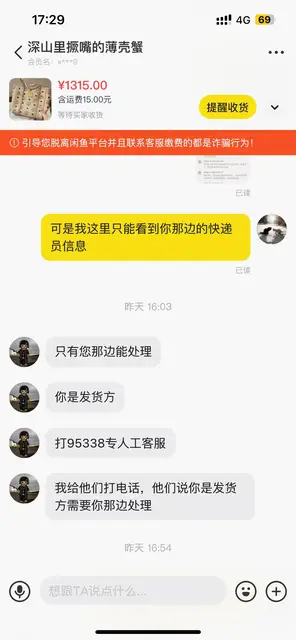 17:29
4G 69
深山里撅嘴的薄壳蟹
会员名: x***9
¥1315.00
含运费15.00元
等待买家收货
提醒收货
引导您脱离闲鱼平台并且联系客服缴费的都是诈骗行为!
已读
可是我这里只能看到你那边的快递
员信息
已读
昨天 16:03
只有您那边能处理
你是发货方
打95338专人工客服
我给他们打电话,他们说你是发货
方需要你那边处理
昨天 16:54
想跟TA说点什么...